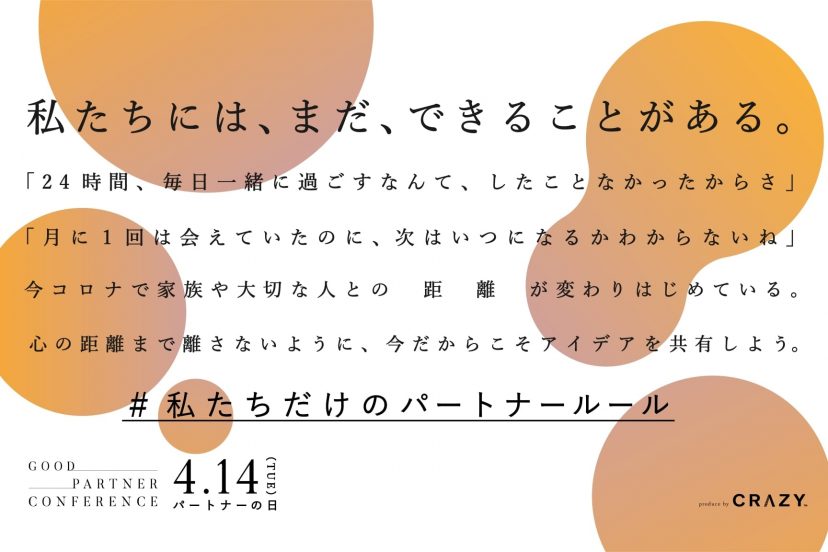 私たちには、まだ、できることがある。
「24時間、毎日一緒に過ごすなんて、したことなかったからさ」
「月に1回は会えていたのに、次はいつになるかわからないね」
今コロナで家族や大切な人との 距 離 が変わりはじめている。
心の距離まで離さないように、今だからこそアイデアを共有しよう。
#私たちだけのパートナールール
GOOD
PARTNER
CONFERENCE
4.14(TUE)
パートナーの日
produce by CRAZY™